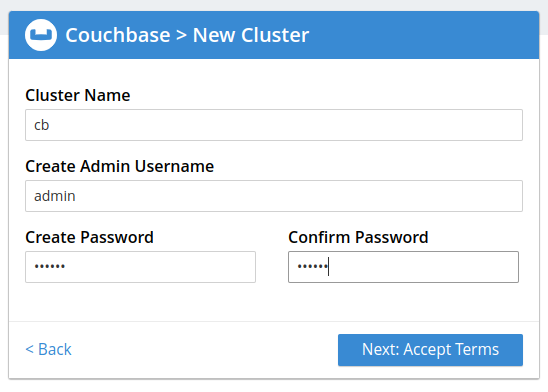 Couchbase > New Cluster
Cluster Name
cb
Create Admin Username
admin
Create Password Confirm Password
•••••• ••••••
< Back Next: Accept Terms